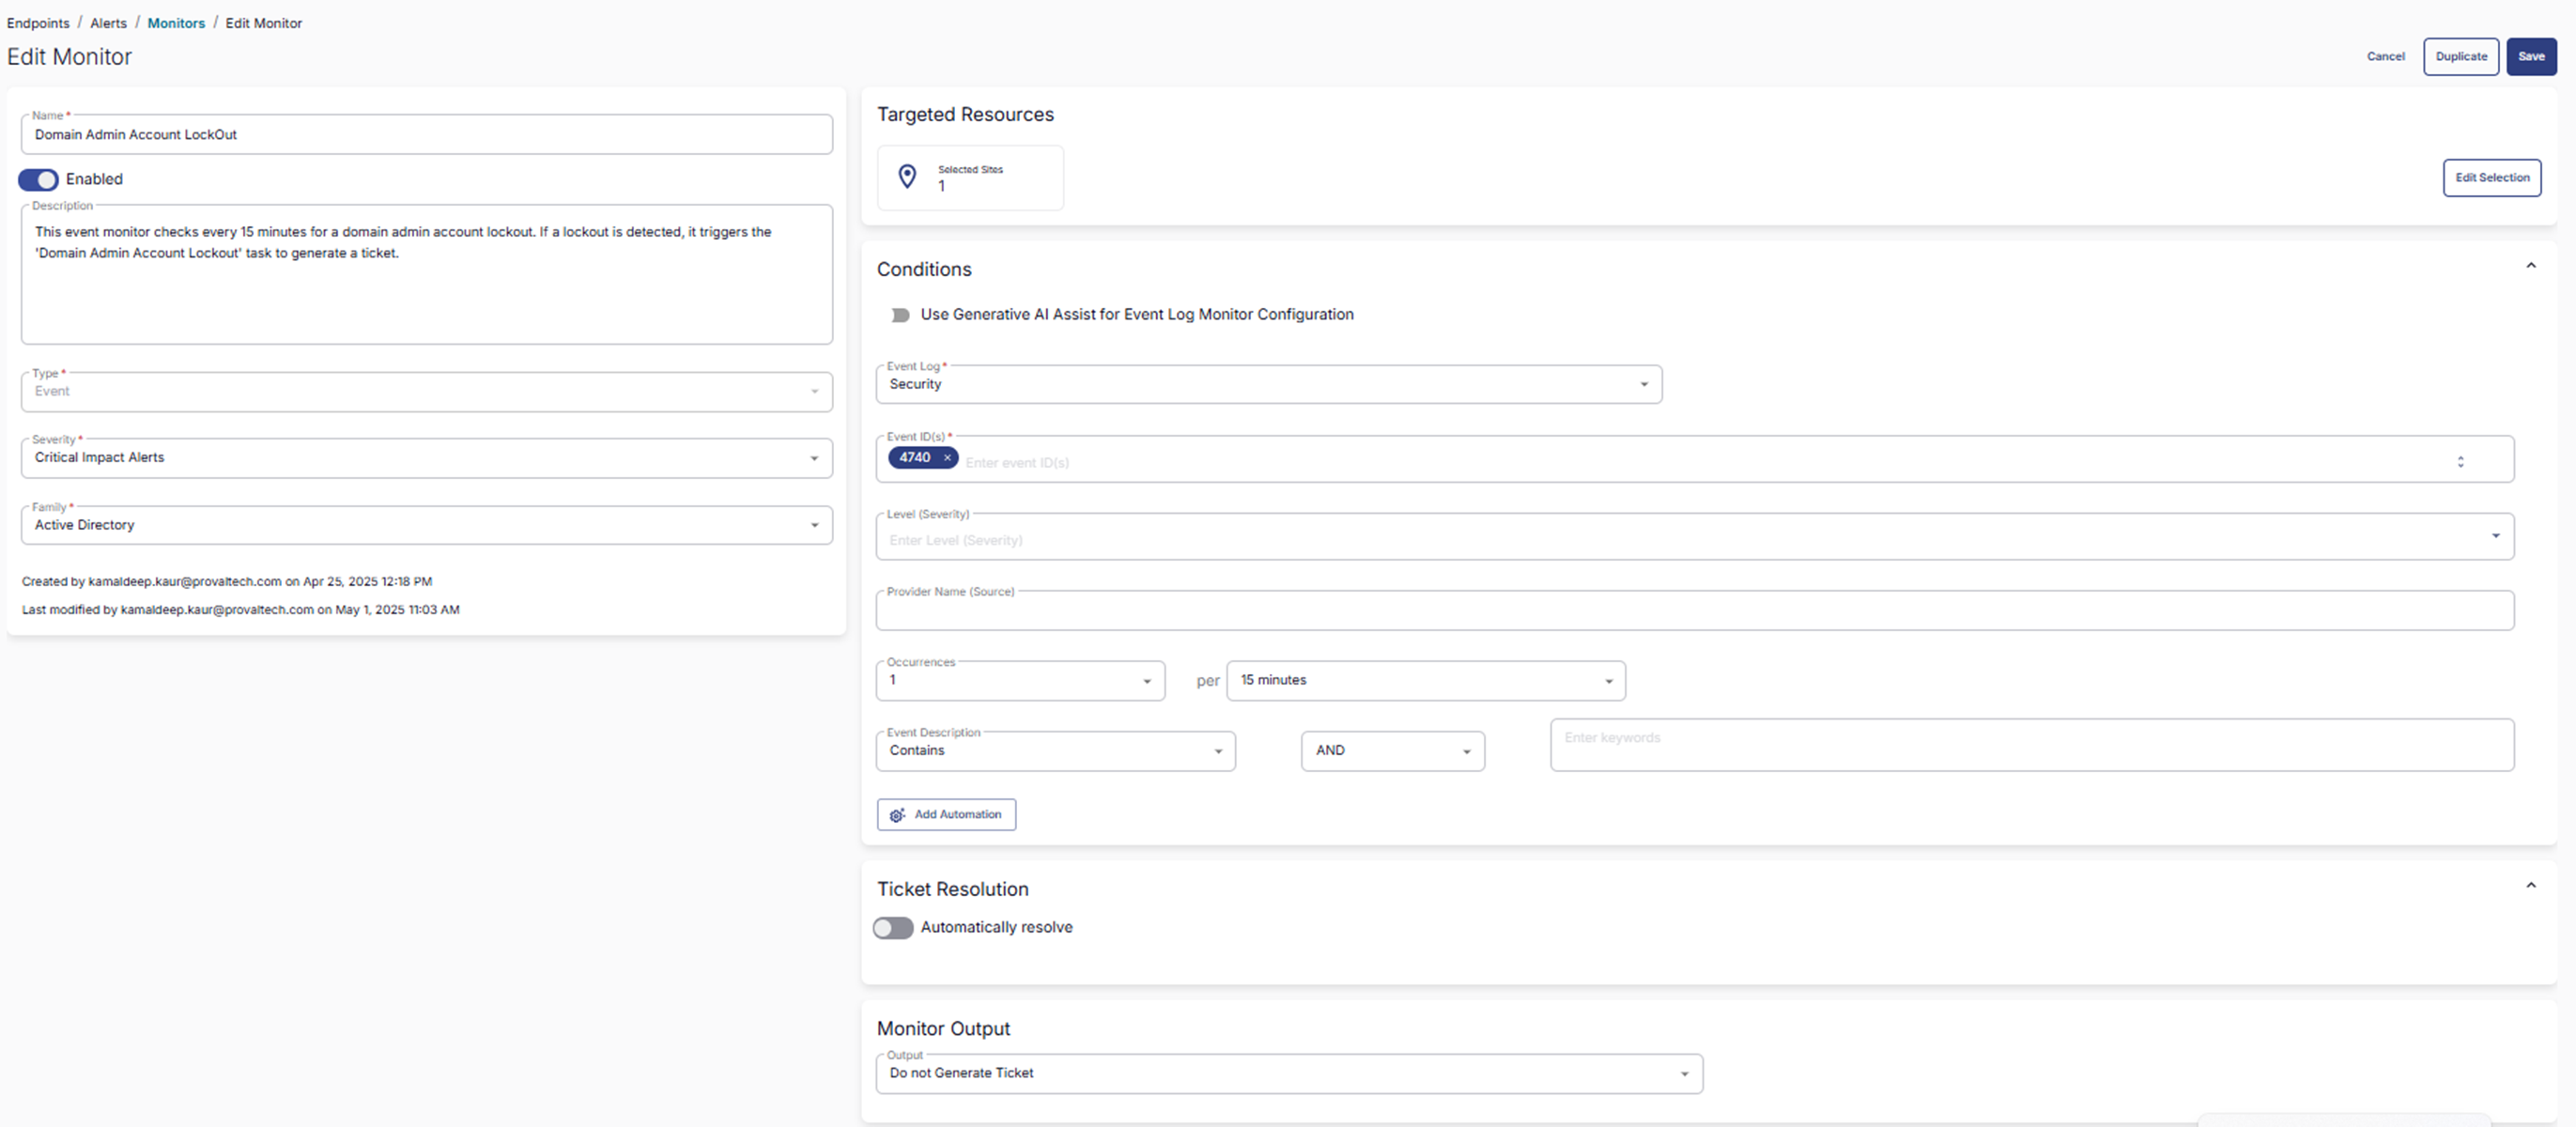 Endpoints / Alerts / Monitors / Edit Monitor
Edit Monitor
Cancel
Duplicate
Save
Name *
Domain Admin Account LockOut
Enabled
Description
This event monitor checks every 15 minutes for a domain admin account lockout. If a lockout is detected, it triggers the
'Domain Admin Account Lockout' task to generate a ticket.
Type *
Event
Severity *
Critical Impact Alerts
Family *
Active Directory
Created by kamaldeep.kaur@provaltech.com on Apr 25, 2025 12:18 PM
Last modified by kamaldeep.kaur@provaltech.com on May 1, 2025 11:03 AM
Targeted Resources
Selected Sites
1
Edit Selection
Conditions
Use Generative AI Assist for Event Log Monitor Configuration
Event Log *
Security
Event ID(s) *
4740 × Enter event ID(s)
Level (Severity)
Enter Level (Severity)
Provider Name (Source)
Occurrences
1 per 15 minutes
Event Description
Contains AND Enter keywords
Add Automation
Ticket Resolution
Automatically resolve
Monitor Output
Output
Do not Generate Ticket